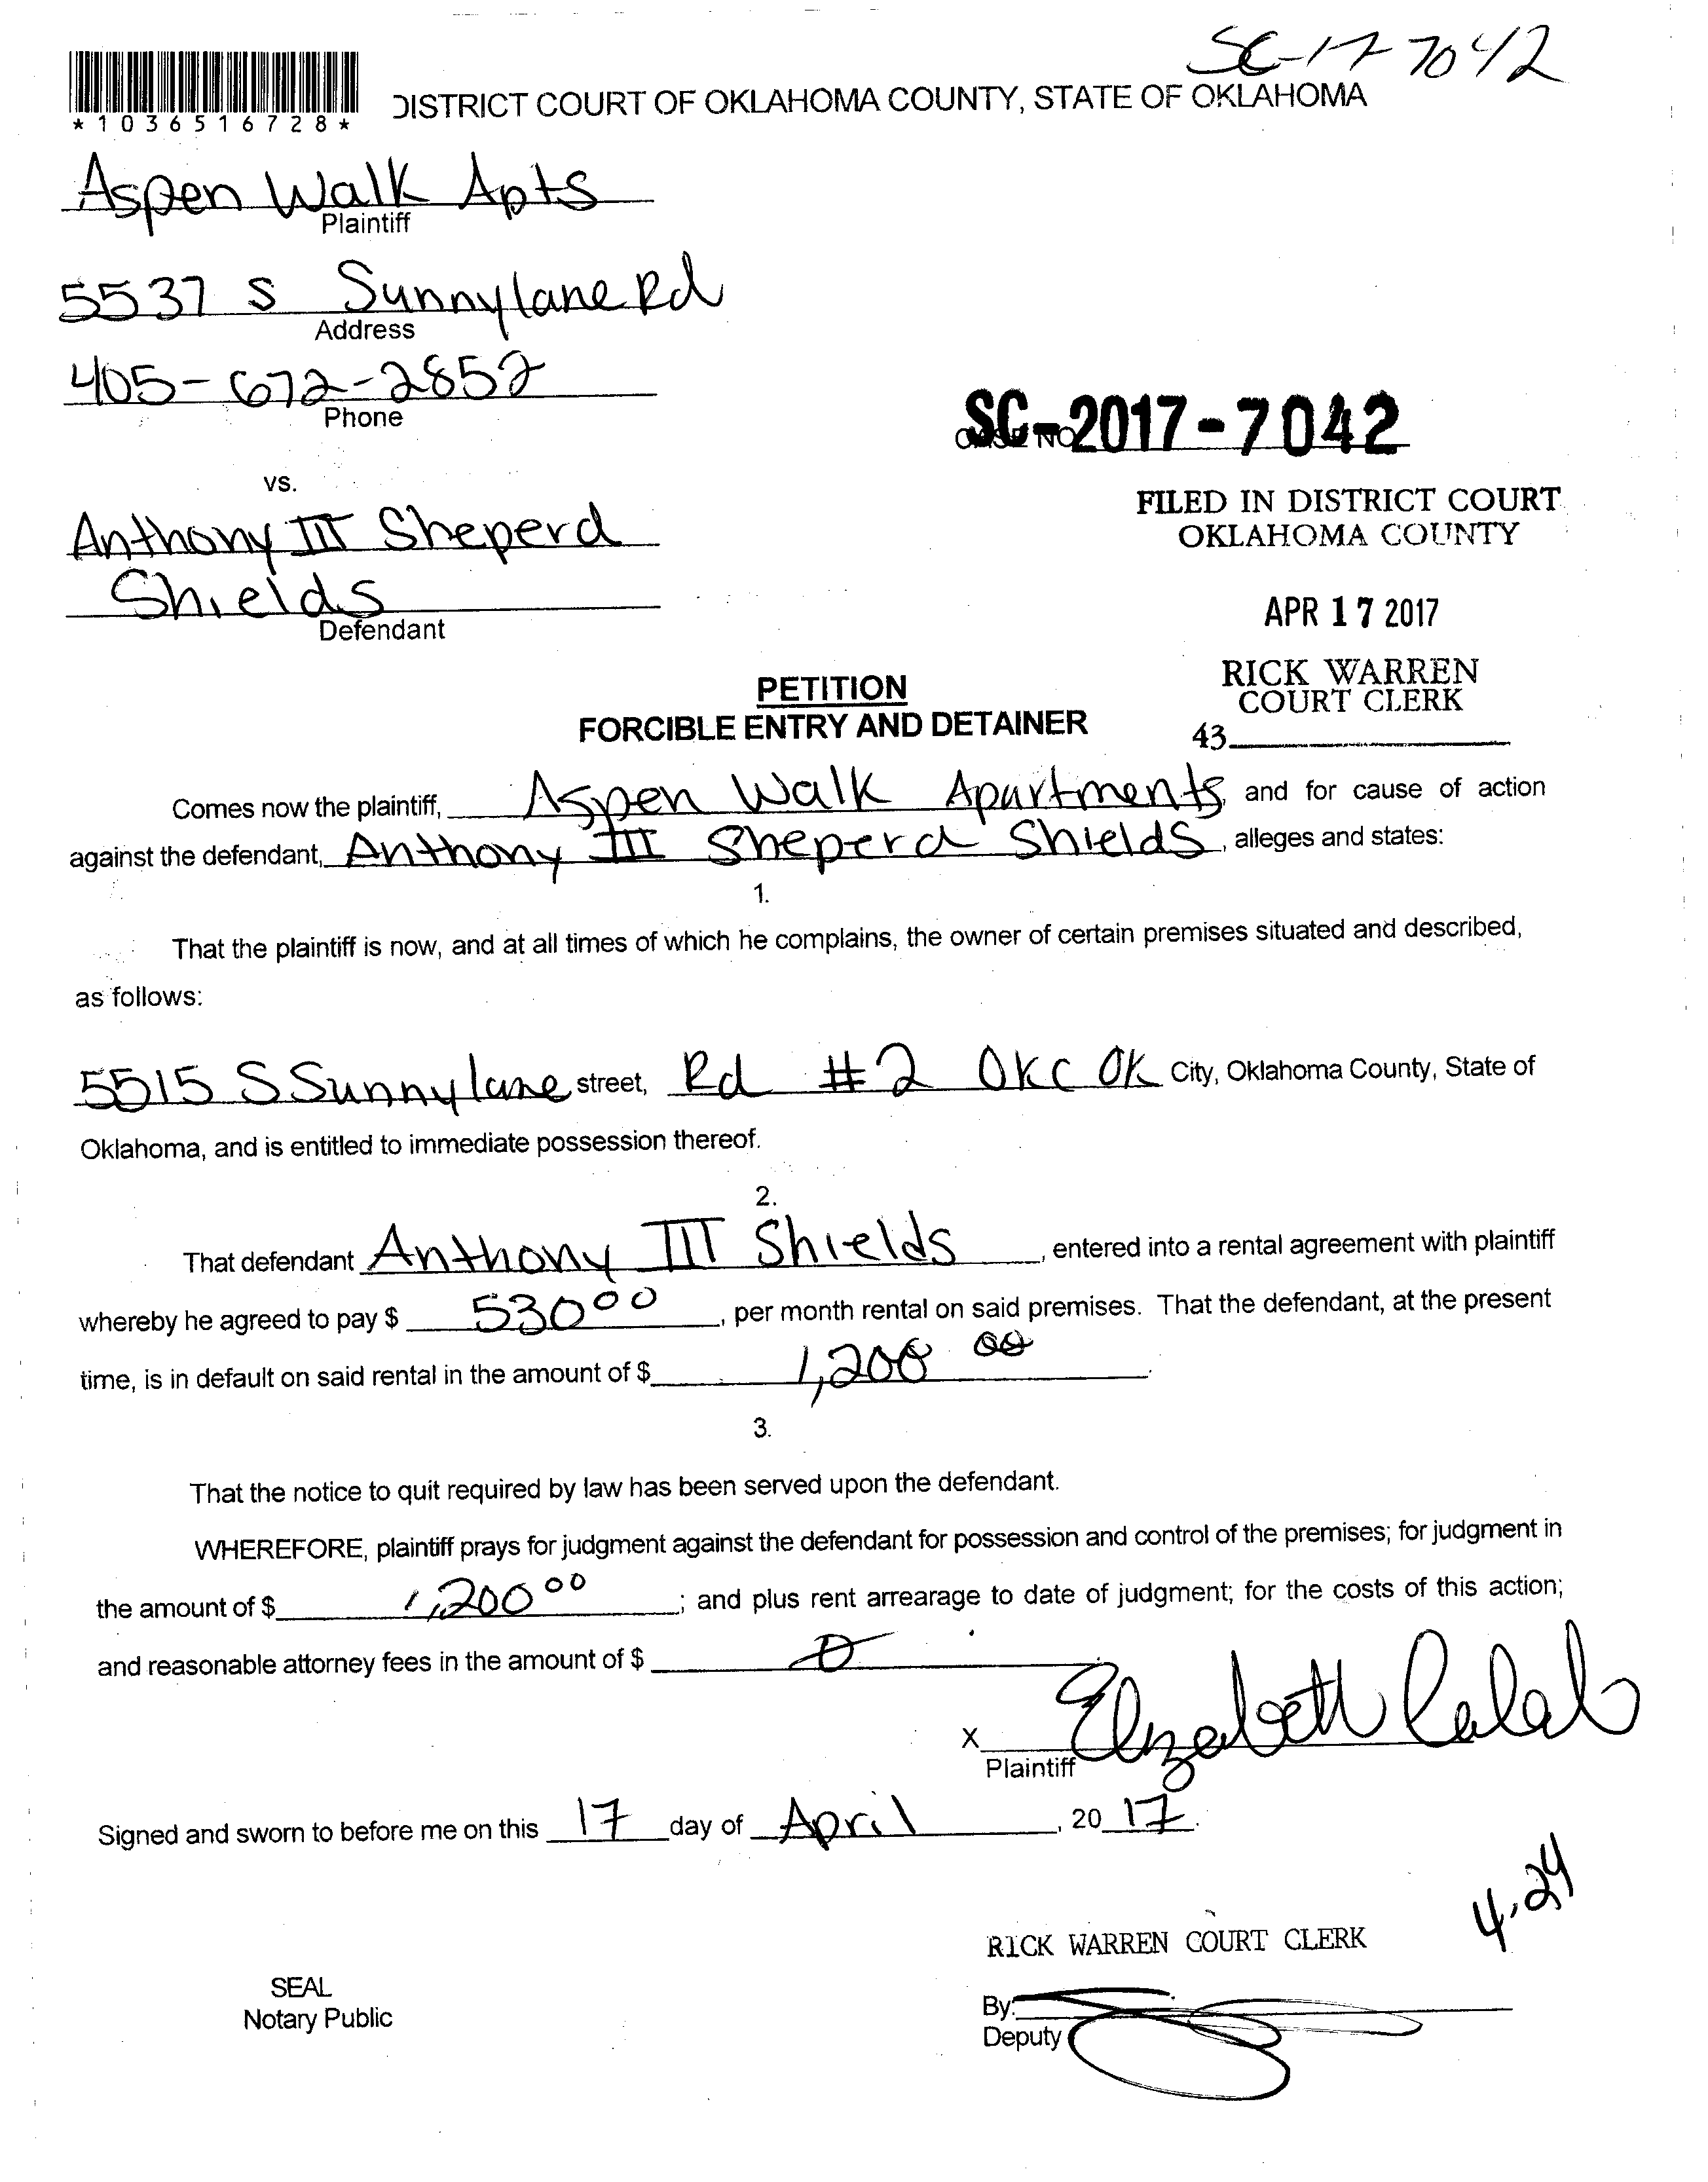 SC-17 7042
*1036516728*
DISTRICT COURT OF OKLAHOMA COUNTY, STATE OF OKLAHOMA
Aspen Walk Apts
Plaintiff
5537 S Sunnylane Rd
Address
405-672-2852
Phone
SC-2017-7042
CASE NO
vs.
FILED IN DISTRICT COURT
OKLAHOMA COUNTY
Anthony III Sheperd
Shields
Defendant
APR 17 2017
RICK WARREN
COURT CLERK
43
PETITION
FORCIBLE ENTRY AND DETAINER
Comes now the plaintiff, Aspen Walk Apartments, and for cause of action
against the defendant, Anthony III Sheperd Shields, alleges and states:
1.
That the plaintiff is now, and at all times of which he complains, the owner of certain premises situated and described,
as follows:
5515 S Sunnylane street, Rd #2 OKC OK City, Oklahoma County, State of
Oklahoma, and is entitled to immediate possession thereof.
2.
That defendant Anthony III Shields, entered into a rental agreement with plaintiff
whereby he agreed to pay $ 530 00, per month rental on said premises. That the defendant, at the present
time, is in default on said rental in the amount of $ 1,200 00.
3.
That the notice to quit required by law has been served upon the defendant.
WHEREFORE, plaintiff prays for judgment against the defendant for possession and control of the premises; for judgment in
the amount of $ 1,200 00; and plus rent arrearage to date of judgment; for the costs of this action;
and reasonable attorney fees in the amount of $ 0
X Elizabeth
Plaintiff
Signed and sworn to before me on this 17 day of April, 20 17.
4.24
RICK WARREN COURT CLERK
SEAL
Notary Public
By:
Deputy